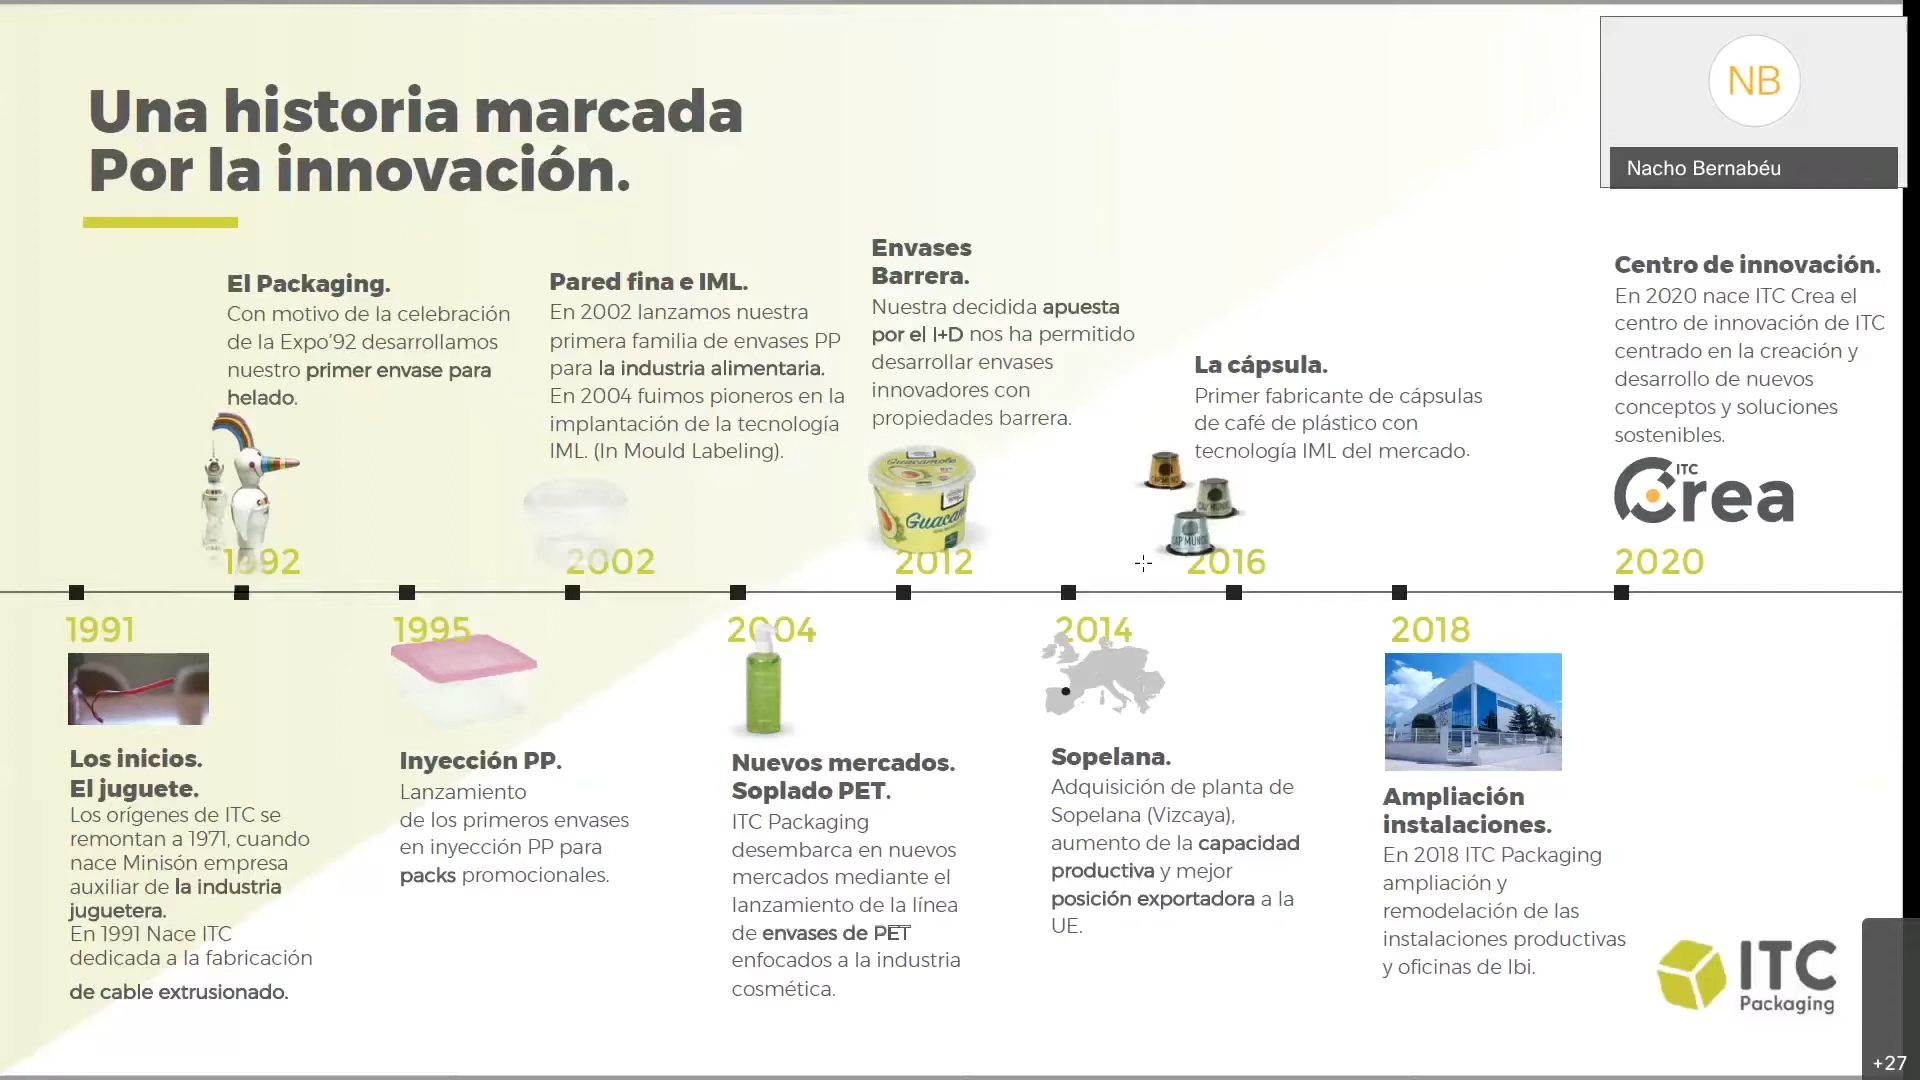 Una historia marcada
Por la innovación.
NB
Nacho Bernabéu
El Packaging.
Con motivo de la celebración
de la Expo'92 desarrollamos
nuestro primer envase para
helado.
1992
Pared fina e IML.
En 2002 lanzamos nuestra
primera familia de envases PP
para la industria alimentaria.
En 2004 fuimos pioneros en la
implantación de la tecnología
IML. (In Mould Labeling).
2002
Envases
Barrera.
Nuestra decidida apuesta
por el I+D nos ha permitido
desarrollar envases
innovadores con
propiedades barrera.
Guacamole
Guacam
2012
La cápsula.
Primer fabricante de cápsulas
de café de plástico con
tecnología IML del mercado.
CAP MUNDO
2016
Centro de innovación.
En 2020 nace ITC Crea el
centro de innovación de ITC
centrado en la creación y
desarrollo de nuevos
conceptos y soluciones
sostenibles.
ITC
Crea
2020
1991
Los inicios.
El juguete.
Los orígenes de ITC se
remontan a 1971, cuando
nace Minisón empresa
auxiliar de la industria
juguetera.
En 1991 Nace ITC
dedicada a la fabricación
de cable extrusionado.
1995
Inyección PP.
Lanzamiento
de los primeros envases
en inyección PP para
packs promocionales.
2004
Nuevos mercados.
Soplado PET.
ITC Packaging
desembarca en nuevos
mercados mediante el
lanzamiento de la línea
de envases de PET
enfocados a la industria
cosmética.
2014
Sopelana.
Adquisición de planta de
Sopelana (Vizcaya),
aumento de la capacidad
productiva y mejor
posición exportadora a la
UE.
2018
Ampliación
instalaciones.
En 2018 ITC Packaging
ampliación y
remodelación de las
instalaciones productivas
y oficinas de Ibi.
ITC
Packaging
+27